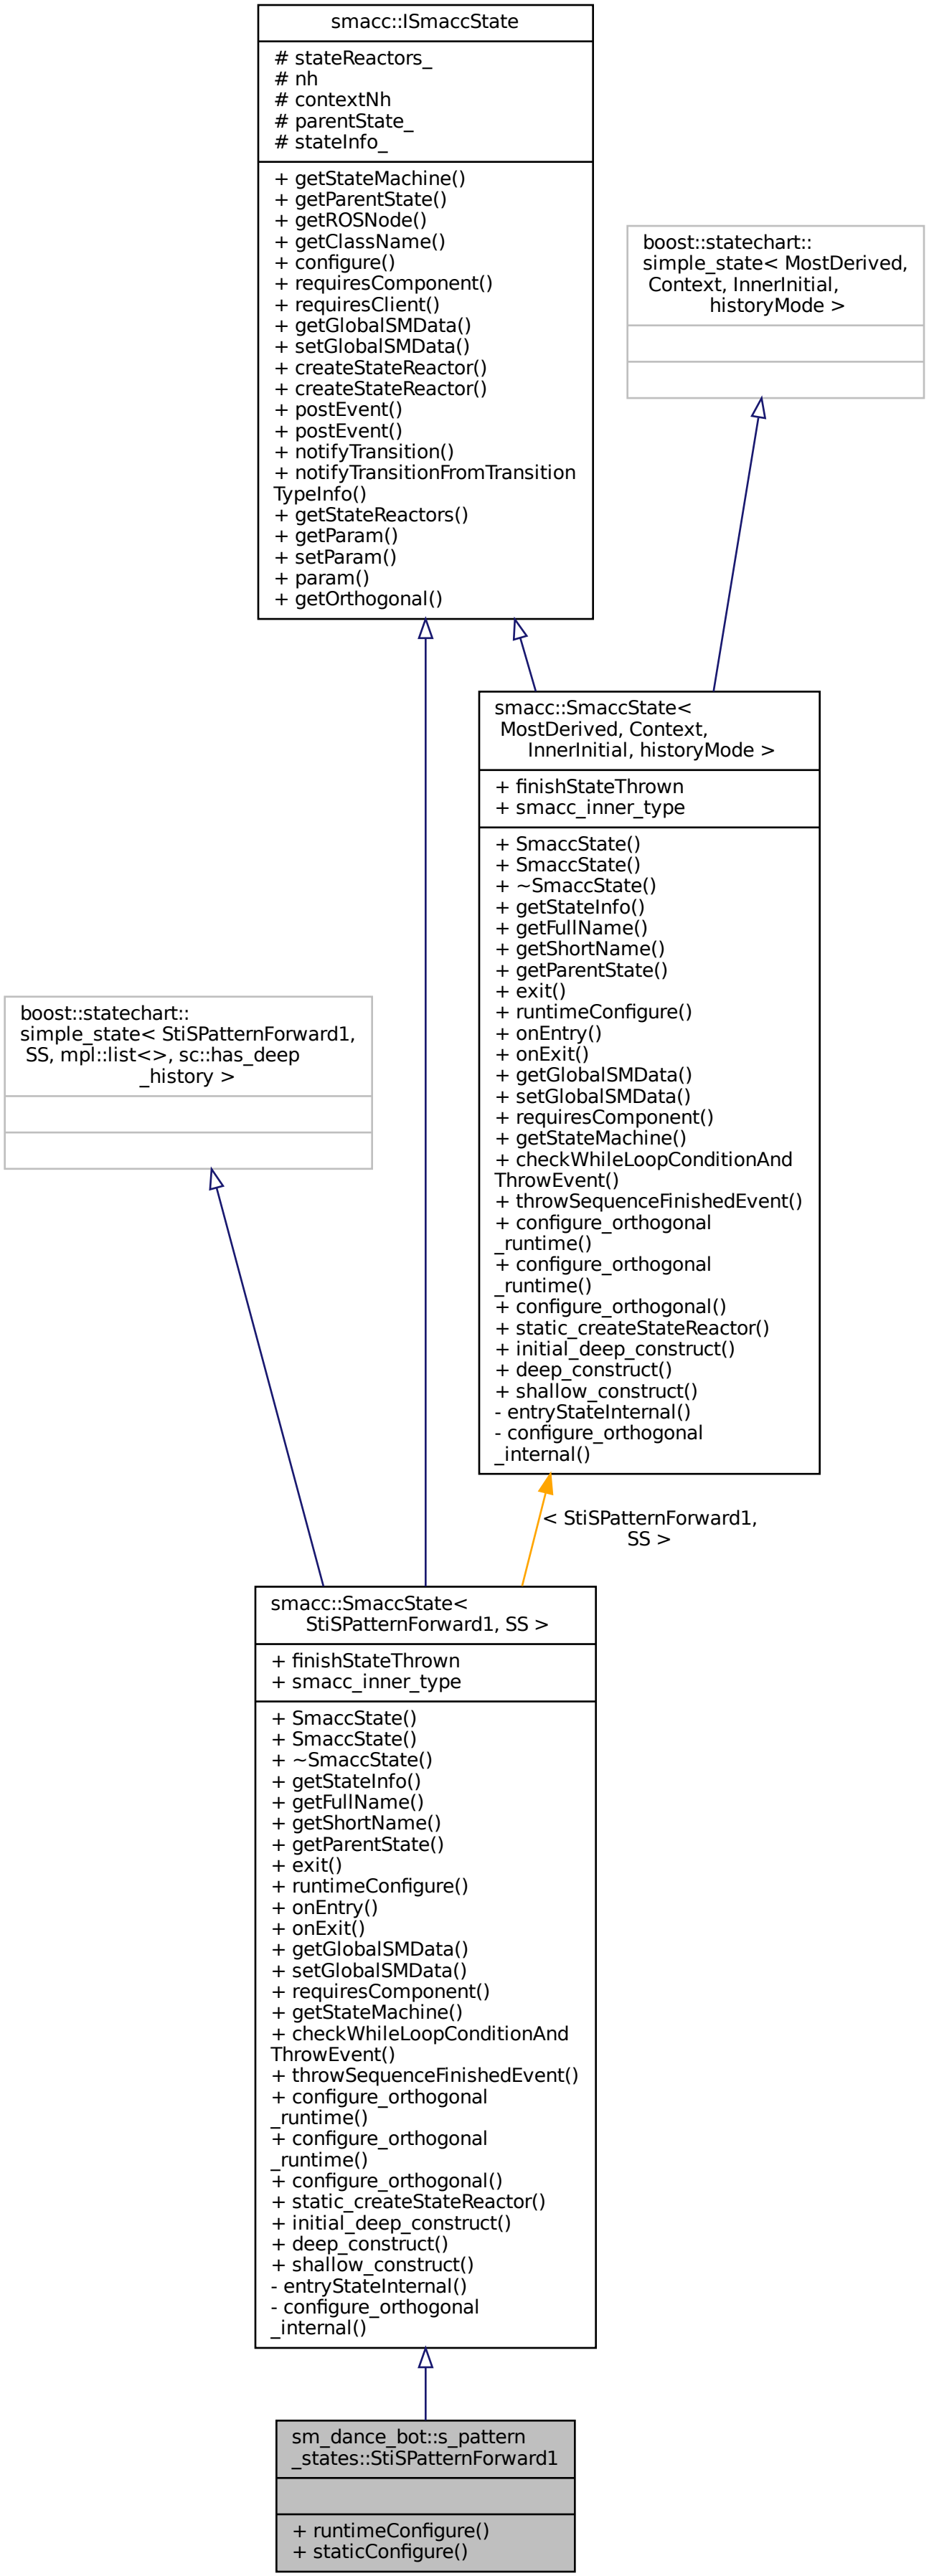 smacc::ISmaccState
# stateReactors_
# nh
# contextNh
# parentState_
# stateInfo_
+ getStateMachine()
+ getParentState()
+ getROSNode()
+ getClassName()
+ configure()
+ requiresComponent()
+ requiresClient()
+ getGlobalSMData()
+ setGlobalSMData()
+ createStateReactor()
+ createStateReactor()
+ postEvent()
+ postEvent()
+ notifyTransition()
+ notifyTransitionFromTransition
TypeInfo()
+ getStateReactors()
+ getParam()
+ setParam()
+ param()
+ getOrthogonal()
boost::statechart::
simple_state< MostDerived,
Context, InnerInitial,
historyMode >
smacc::SmaccState<
MostDerived, Context,
InnerInitial, historyMode >
+ finishStateThrown
+ smacc_inner_type
+ SmaccState()
+ SmaccState()
+ ~SmaccState()
+ getStateInfo()
+ getFullName()
+ getShortName()
+ getParentState()
+ exit()
+ runtimeConfigure()
+ onEntry()
+ onExit()
+ getGlobalSMData()
+ setGlobalSMData()
+ requiresComponent()
+ getStateMachine()
+ checkWhileLoopConditionAnd
ThrowEvent()
+ throwSequenceFinishedEvent()
+ configure_orthogonal
_runtime()
+ configure_orthogonal
_runtime()
+ configure_orthogonal()
+ static_createStateReactor()
+ initial_deep_construct()
+ deep_construct()
+ shallow_construct()
- entryStateInternal()
- configure_orthogonal
_internal()
boost::statechart::
simple_state< StiSPatternForward1,
SS, mpl::list<>, sc::has_deep
_history >
< StiSPatternForward1,
SS >
smacc::SmaccState<
StiSPatternForward1, SS >
+ finishStateThrown
+ smacc_inner_type
+ SmaccState()
+ SmaccState()
+ ~SmaccState()
+ getStateInfo()
+ getFullName()
+ getShortName()
+ getParentState()
+ exit()
+ runtimeConfigure()
+ onEntry()
+ onExit()
+ getGlobalSMData()
+ setGlobalSMData()
+ requiresComponent()
+ getStateMachine()
+ checkWhileLoopConditionAnd
ThrowEvent()
+ throwSequenceFinishedEvent()
+ configure_orthogonal
_runtime()
+ configure_orthogonal
_runtime()
+ configure_orthogonal()
+ static_createStateReactor()
+ initial_deep_construct()
+ deep_construct()
+ shallow_construct()
- entryStateInternal()
- configure_orthogonal
_internal()
sm_dance_bot::s_pattern
_states::StiSPatternForward1
+ runtimeConfigure()
+ staticConfigure()